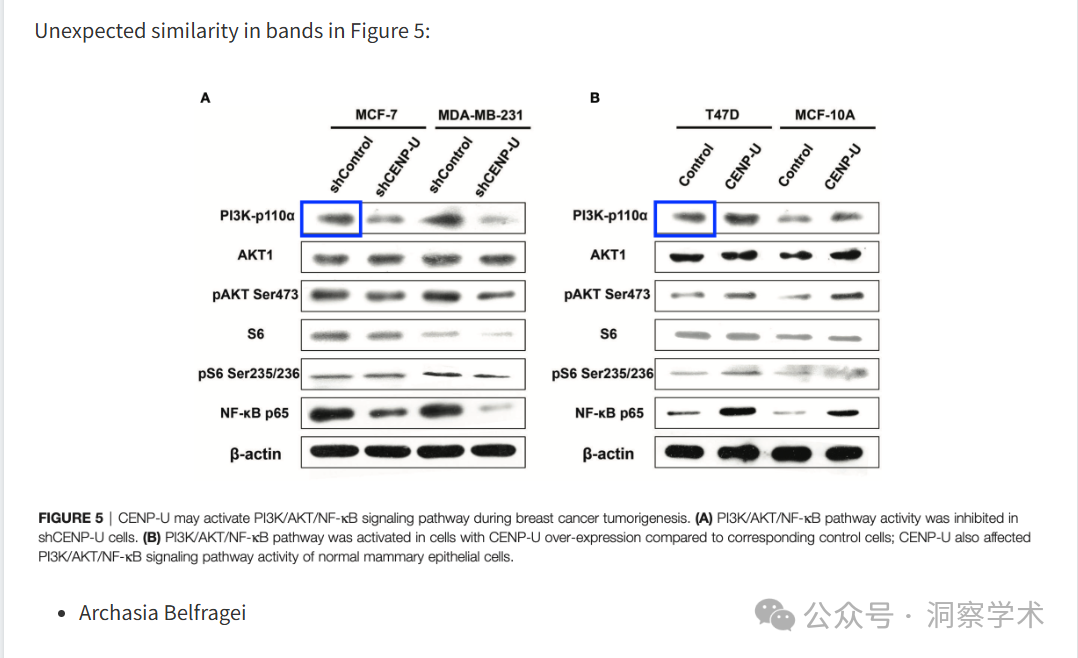 Unexpected similarity in bands in Figure 5:
A
B
MCF-7 MDA-MB-231
T47D MCF-10A
shControl shCENP-U shControl shCENP-U
Control CENP-U Control CENP-U
PI3K-p110α
PI3K-p110α
AKT1
AKT1
pAKT Ser473
pAKT Ser473
S6
S6
pS6 Ser235/236
pS6 Ser235/236
NF-κB p65
NF-κB p65
β-actin
β-actin
FIGURE 5 | CENP-U may activate PI3K/AKT/NF-κB signaling pathway during breast cancer tumorigenesis. (A) PI3K/AKT/NF-κB pathway activity was inhibited in
shCENP-U cells. (B) PI3K/AKT/NF-κB pathway was activated in cells with CENP-U over-expression compared to corresponding control cells; CENP-U also affected
PI3K/AKT/NF-κB signaling pathway activity of normal mammary epithelial cells.
• Archasia Belfragei
公众号 · 洞察学术